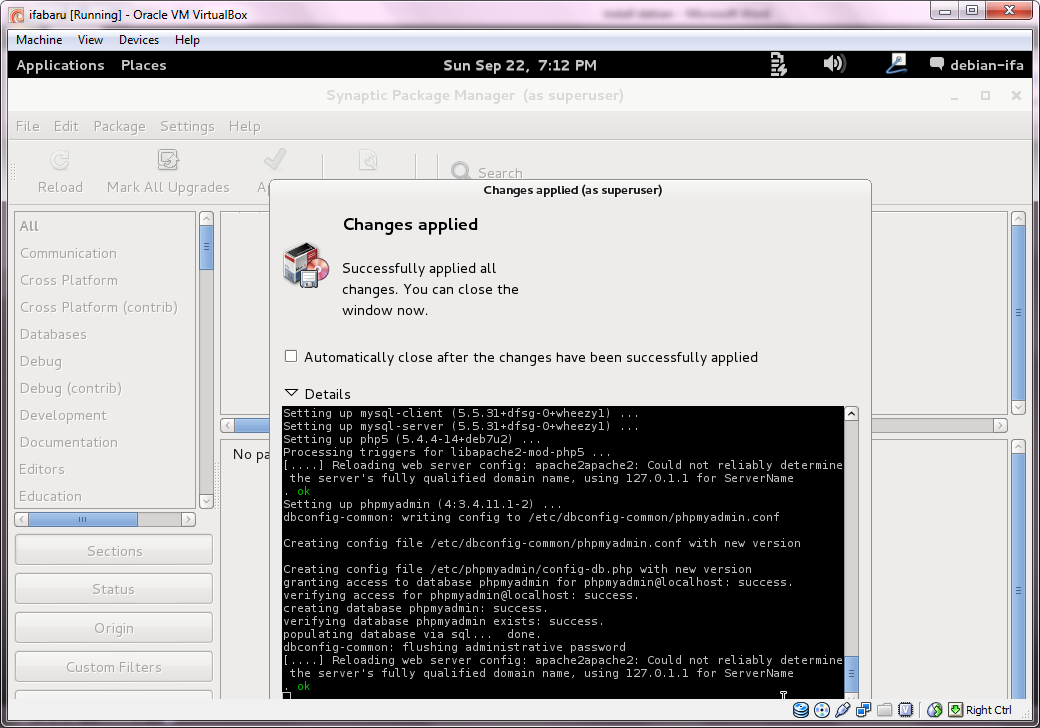 ifabaru [Running] - Oracle VM VirtualBox
install debian - Microsoft Word
Machine View Devices Help
Applications Places Sun Sep 22, 7:12 PM debian-ifa
Synaptic Package Manager (as superuser)
File Edit Package Settings Help
Reload Mark All Upgrades Ap Search
Changes applied (as superuser)
All
Communication
Cross Platform
Cross Platform (contrib)
Databases
Debug
Debug (contrib)
Development
Documentation
Editors
Education
Sections
Status
Origin
Custom Filters
No pa
Changes applied
Successfully applied all
changes. You can close the
window now.
Automatically close after the changes have been successfully applied
Details
Setting up mysql-client (5.5.31+dfsg-0+wheezy1) ...
Setting up mysql-server (5.5.31+dfsg-0+wheezy1) ...
Setting up php5 (5.4.4-14+deb7u2) ...
Processing triggers for libapache2-mod-php5 ...
[....] Reloading web server config: apache2apache2: Could not reliably determine
the server's fully qualified domain name, using 127.0.1.1 for ServerName
. ok
Setting up phpmyadmin (4:3.4.11.1-2) ...
dbconfig-common: writing config to /etc/dbconfig-common/phpmyadmin.conf
Creating config file /etc/dbconfig-common/phpmyadmin.conf with new version
Creating config file /etc/phpmyadmin/config-db.php with new version
granting access to database phpmyadmin for phpmyadmin@localhost: success.
verifying access for phpmyadmin@localhost: success.
creating database phpmyadmin: success.
verifying database phpmyadmin exists: success.
populating database via sql... done.
dbconfig-common: flushing administrative password
[....] Reloading web server config: apache2apache2: Could not reliably determine
the server's fully qualified domain name, using 127.0.1.1 for ServerName
. ok
Right Ctrl